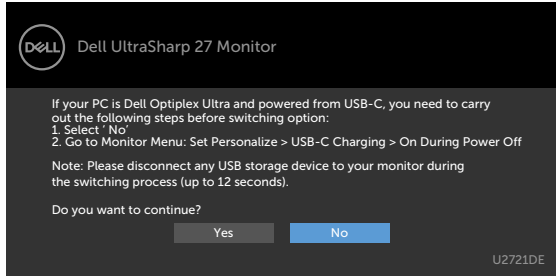 DELL
Dell UltraSharp 27 Monitor
If your PC is Dell Optiplex Ultra and powered from USB-C, you need to carry
out the following steps before switching option:
1. Select ' No'
2. Go to Monitor Menu: Set Personalize > USB-C Charging > On During Power Off
Note: Please disconnect any USB storage device to your monitor during
the switching process (up to 12 seconds).
Do you want to continue?
Yes No
U2721DE